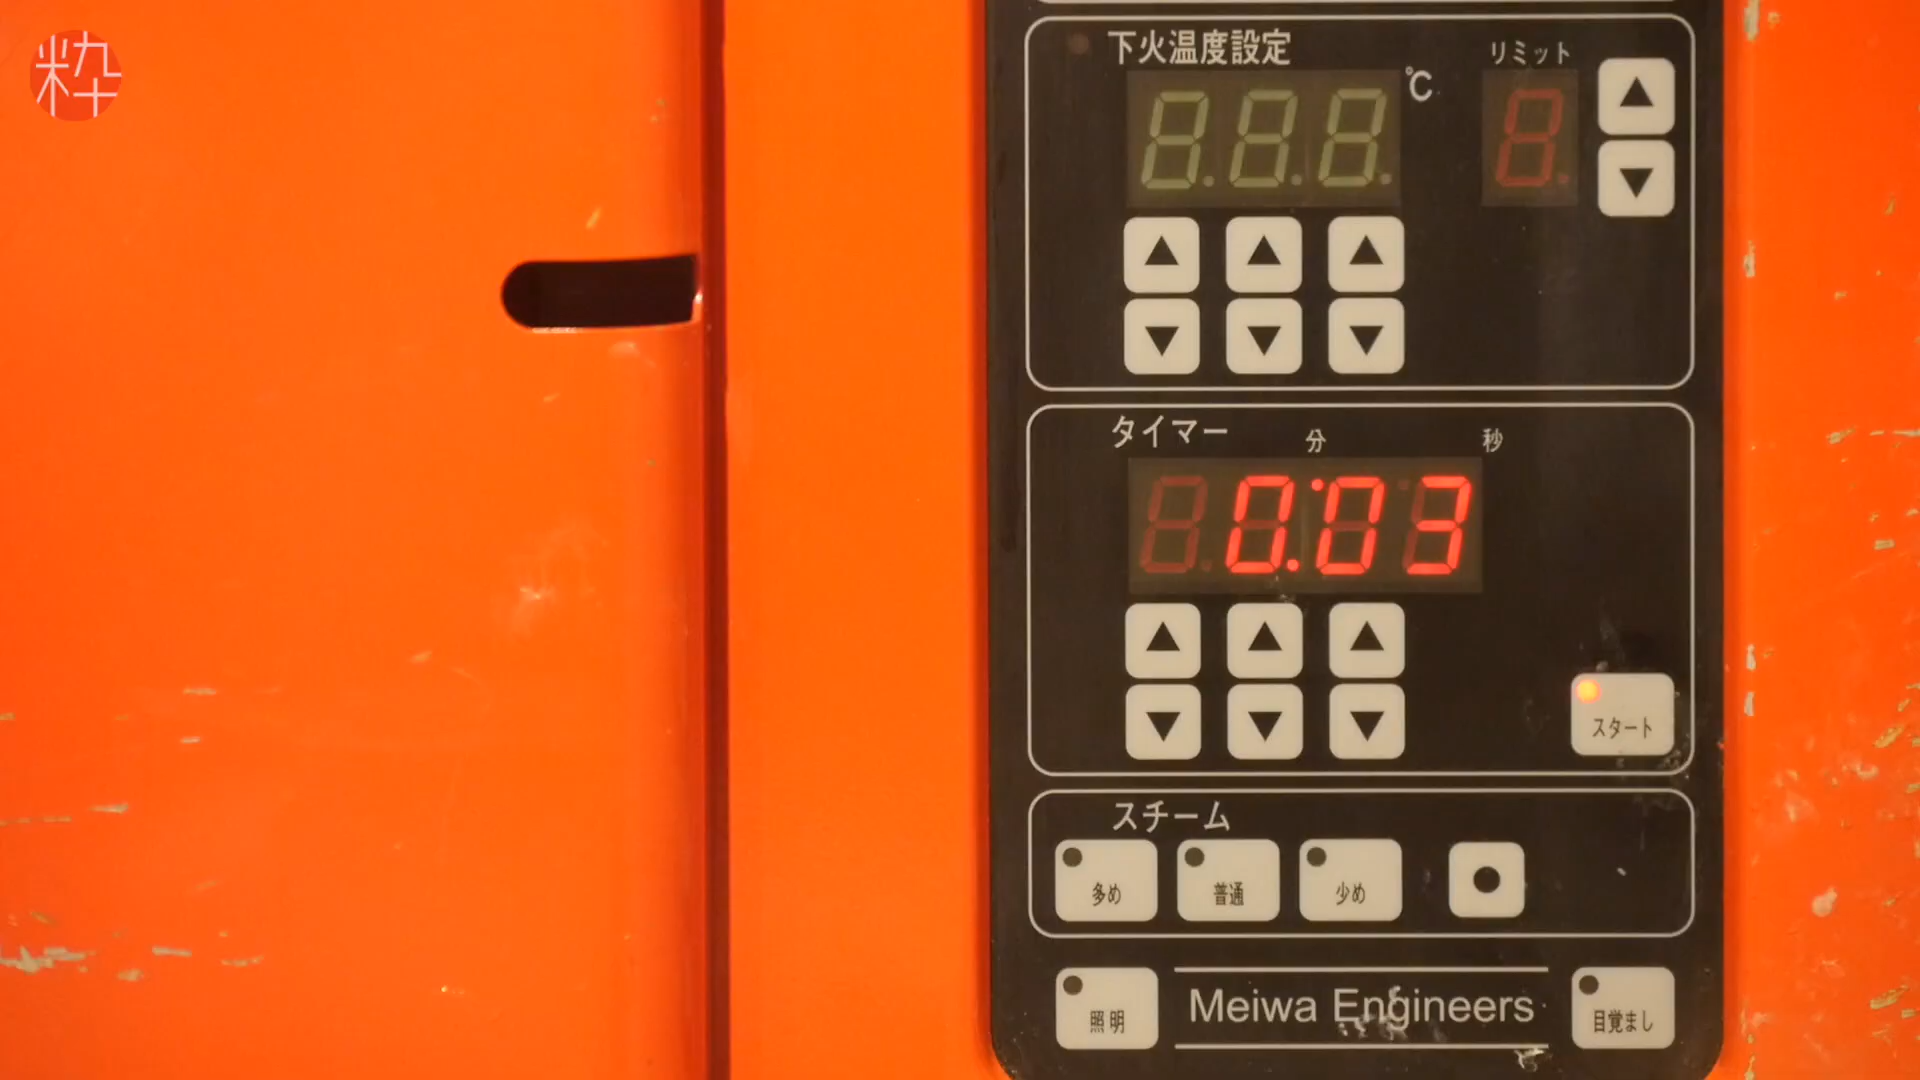 粋
下火温度設定
℃
リミット
タイマー
分
秒
0.03
スタート
スチーム
多め
普通
少め
照明
Meiwa Engineers
目覚まし